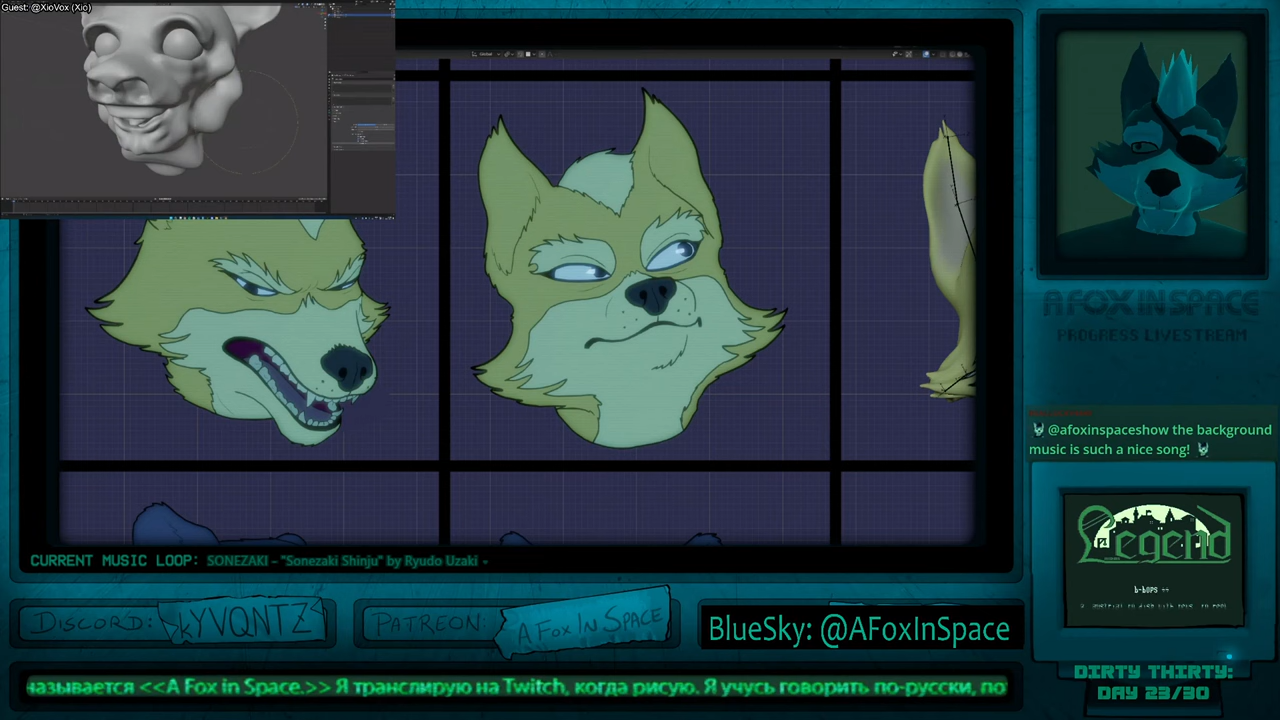 Guest: @XioVox (Xio)
A FOX IN SPACE
PROGRESS LIVESTREAM
@afoxinspaceshow the background
music is such a nice song!
Legend
CURRENT MUSIC LOOP: SONEZAKI - "Sonezaki Shinju" by Ryudo Uzaki -
DISCORD: kYVQNTZ
PATREON: A FOX IN SPACE
BlueSky: @AFoxInSpace
называется <<A Fox in Space.>> Я транслирую на Twitch, когда рисую. Я учусь говорить по-русски, по
DIRTY THIRTY:
DAY 23/30